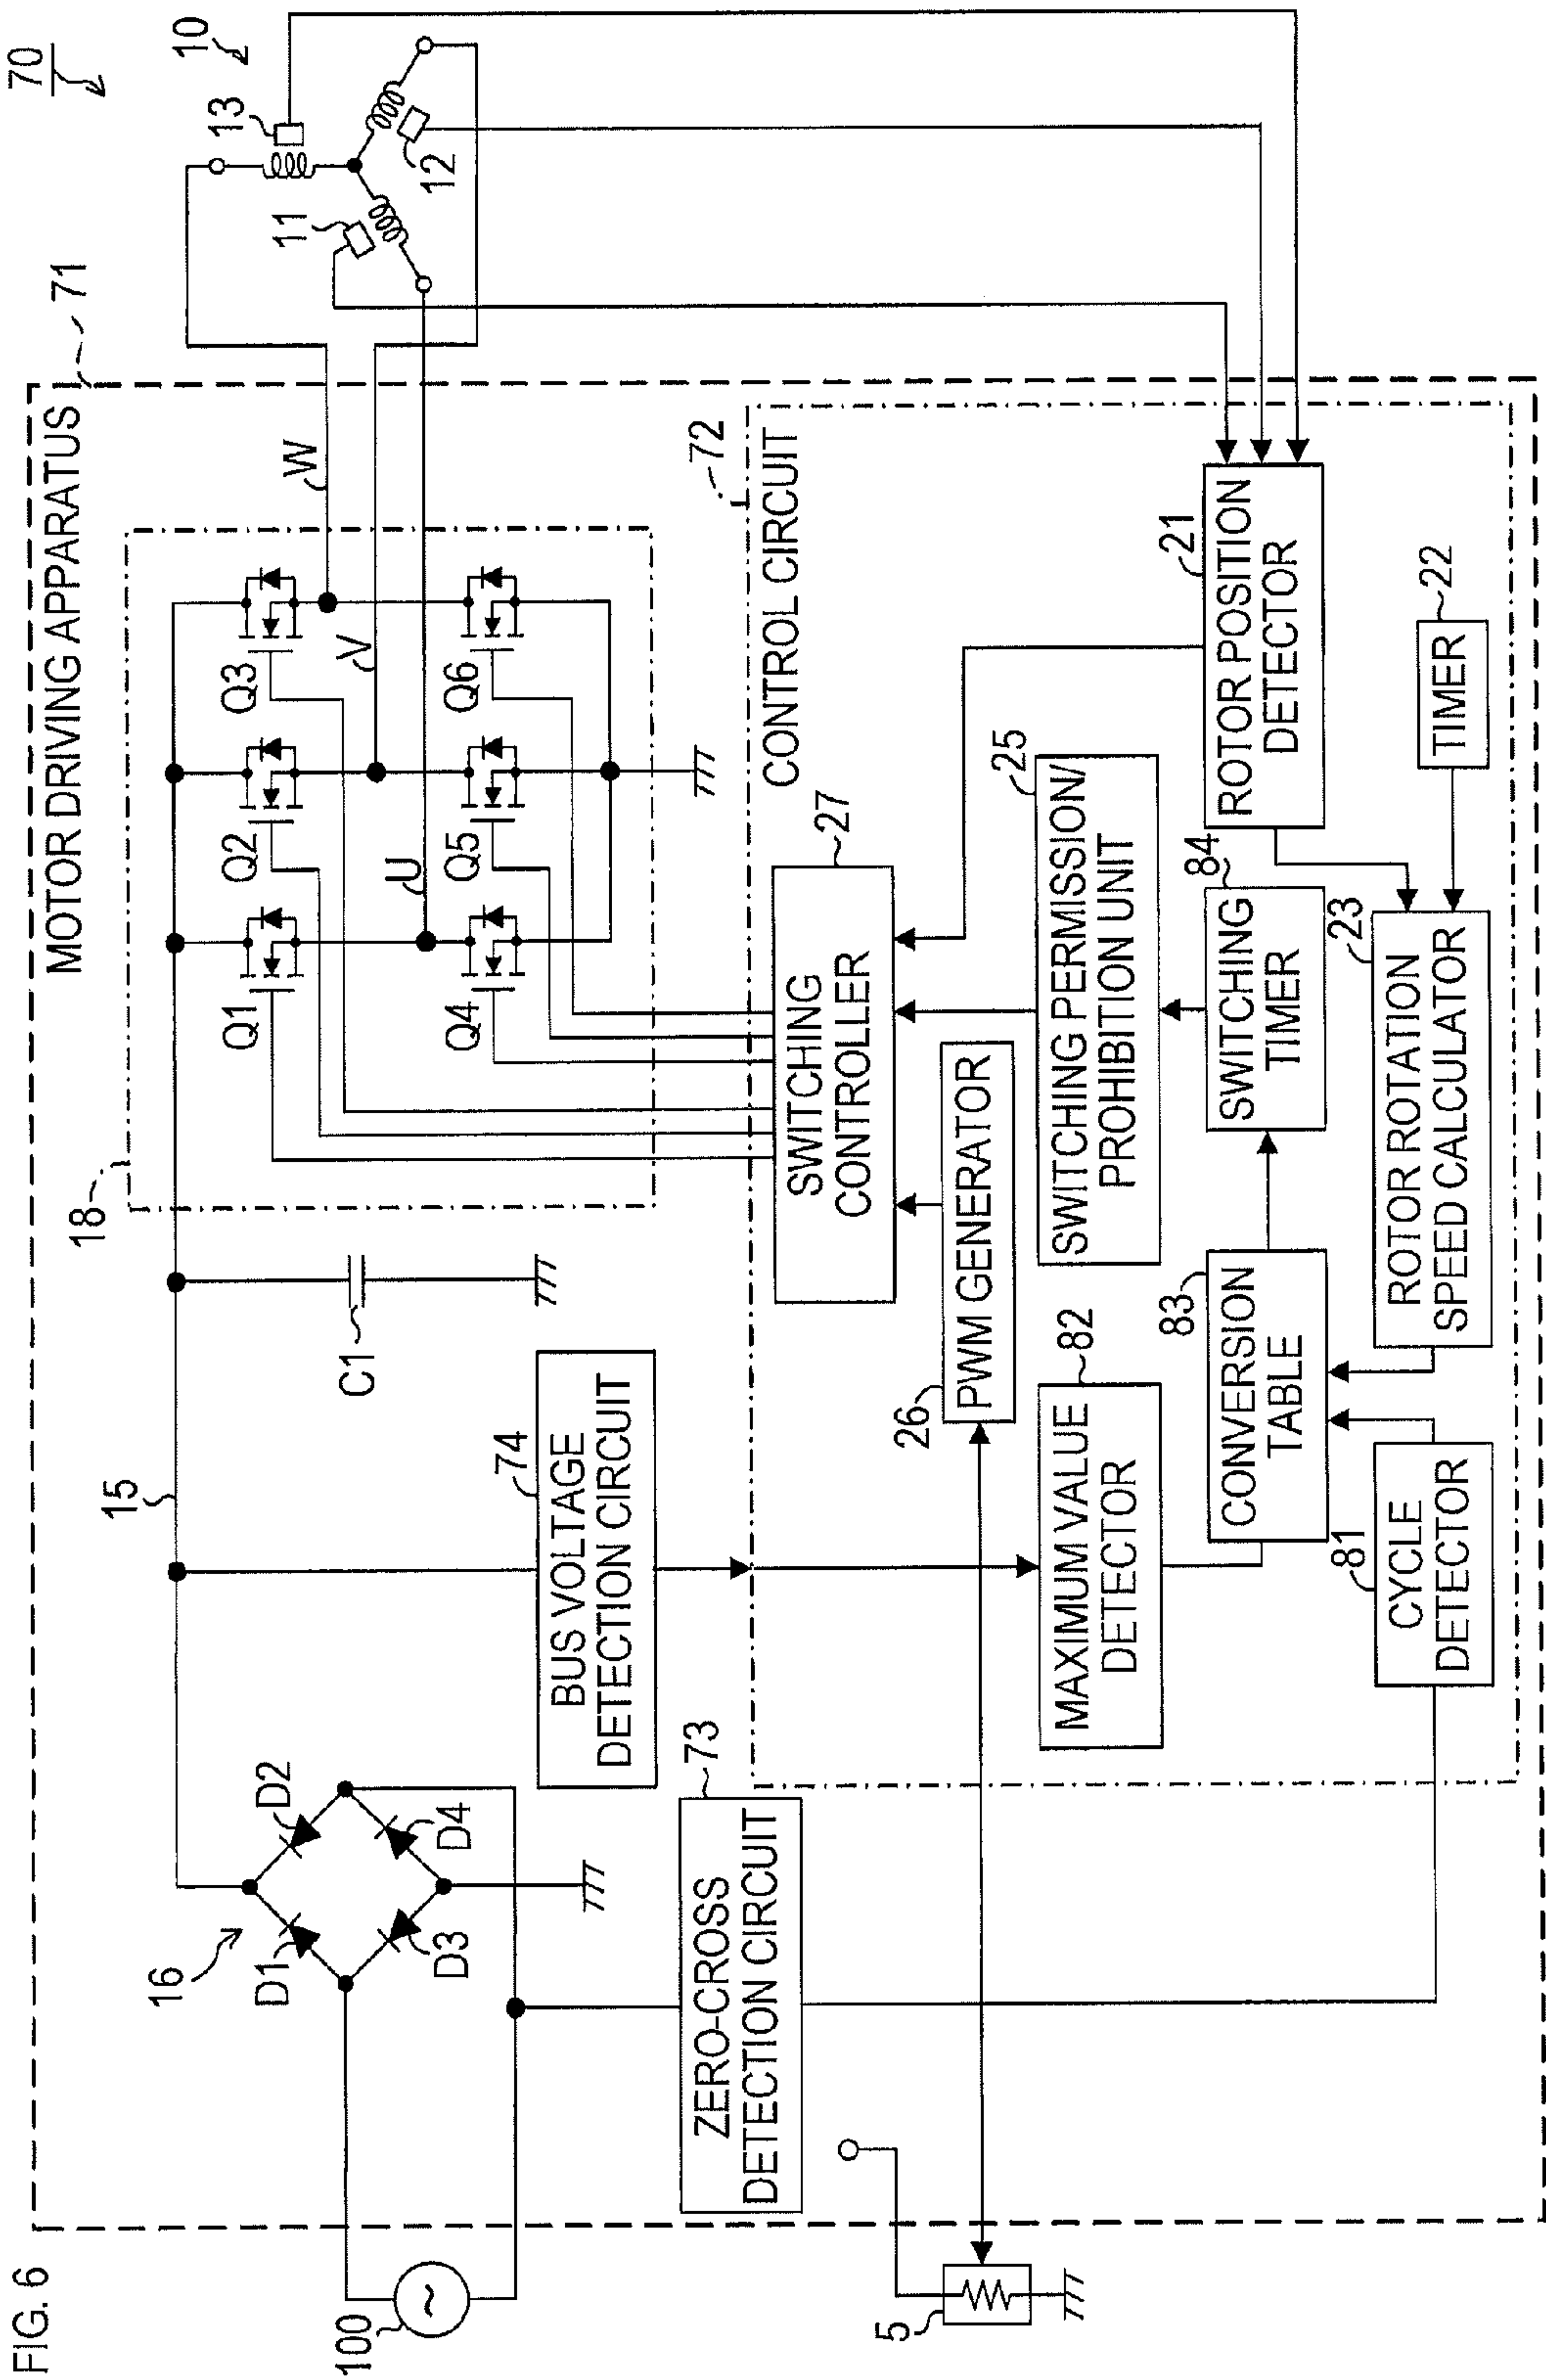 FIG. 6
70
MOTOR DRIVING APPARATUS
71
10
13
12
11
W
V
U
18
Q1
Q2
Q3
Q4
Q5
Q6
15
16
D1
D2
D3
D4
C1
100
74
BUS VOLTAGE
DETECTION CIRCUIT
73
ZERO-CROSS
DETECTION CIRCUIT
72
CONTROL CIRCUIT
27
SWITCHING
CONTROLLER
26
PWM GENERATOR
25
SWITCHING PERMISSION/
PROHIBITION UNIT
82
MAXIMUM VALUE
DETECTOR
83
CONVERSION
TABLE
84
SWITCHING
TIMER
21
ROTOR POSITION
DETECTOR
22
TIMER
23
ROTOR ROTATION
SPEED CALCULATOR
81
CYCLE
DETECTOR
5